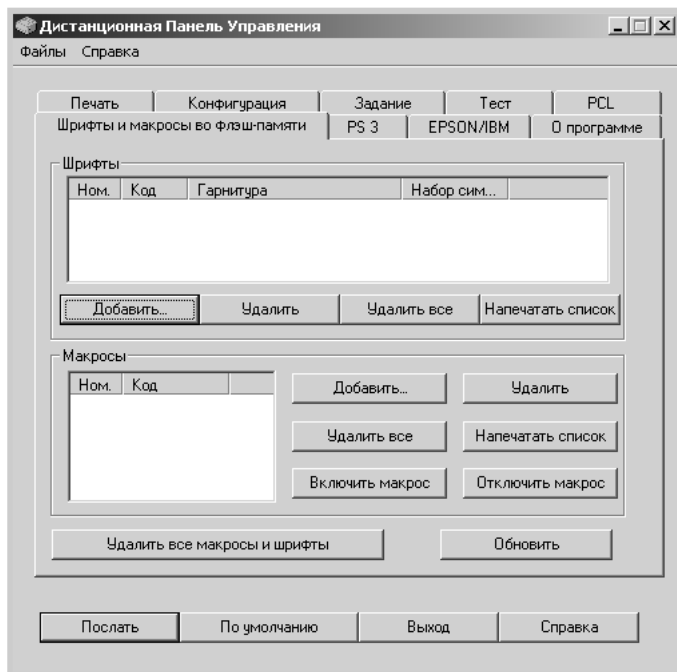 Дистанционная Панель Управления
Файлы Справка
Печать Конфигурация Задание Тест PCL
Шрифты и макросы во флэш-памяти PS 3 EPSON/IBM О программе
Шрифты
Ном. Код Гарнитура Набор сим...
Добавить... Удалить Удалить все Напечатать список
Макросы
Ном. Код
Добавить... Удалить
Удалить все Напечатать список
Включить макрос Отключить макрос
Удалить все макросы и шрифты Обновить
Послать По умолчанию Выход Справка